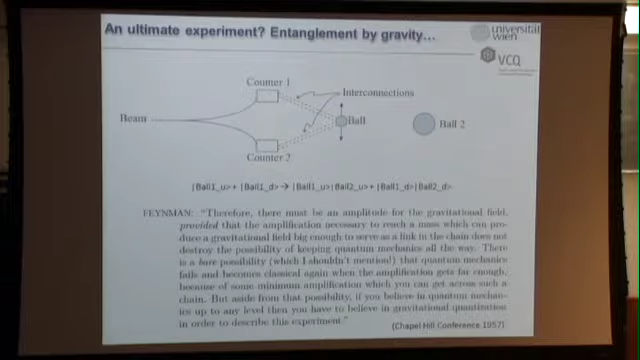 An ultimate experiment? Entanglement by gravity...
universität
wien
VCQ
Counter 1
Interconnections
Beam
Ball
Ball 2
Counter 2
|Ball1_u>+ |Ball1_d> → |Ball1_u>|Ball2_u>+ |Ball1_d>|Ball2_d>
FEYNMAN: "Therefore, there must be an amplitude for the gravitational field,
provided that the amplification necessary to reach a mass which can pro-
duce a gravitational field big enough to serve as a link in the chain does not
destroy the possibility of keeping quantum mechanics all the way. There
is a bare possibility (which I shouldn't mention!) that quantum mechanics
fails and becomes classical again when the amplification gets far enough,
because of some minimum amplification which you can get across such a
chain. But aside from that possibility, if you believe in quantum mechan-
ics up to any level then you have to believe in gravitational quantization
in order to describe this experiment."
(Chapel Hill Conference 1957)